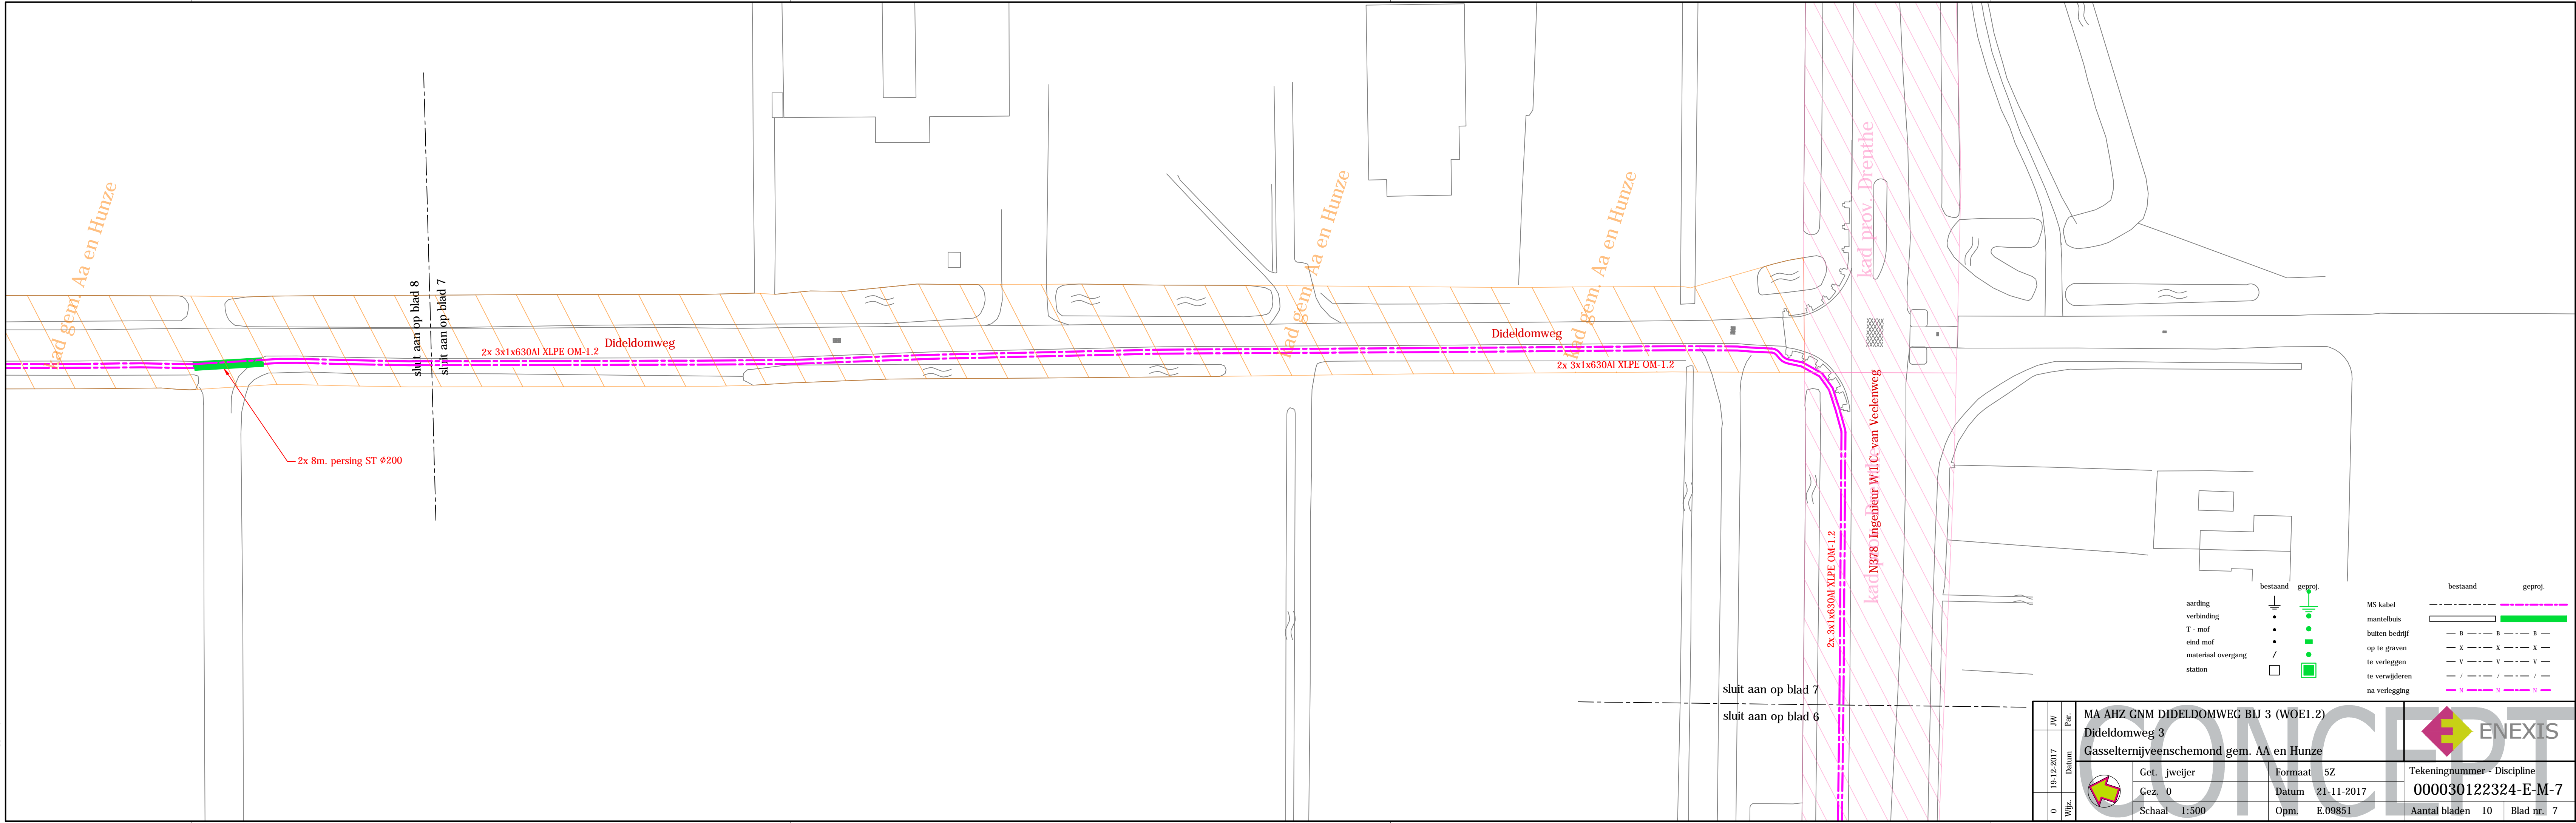 kad gem. Aa en Hunze
sluit aan op blad 8
sluit aan op blad 7
2x 3x1x630Al XLPE OM-1.2
Dideldomweg
2x 8m. persing ST Φ200
kad gem. Aa en Hunze
Dideldomweg
kad gem. Aa en Hunze
2x 3x1x630Al XLPE OM-1.2
kad prov. Drenthe
N378 Ingenieur W.I.C. van Veelenweg
kad prov.
2x 3x1x630Al XLPE OM-1.2
sluit aan op blad 7
sluit aan op blad 6
bestaand geproj.
aarding
verbinding
T - mof
eind mof
materiaal overgang
station
bestaand geproj.
MS kabel
mantelbuis
buiten bedrijf B B B
op te graven X X X
te verleggen V V V
te verwijderen / / /
na verlegging N N N
CONCEPT
0 19-12-2017 JW
Wijz. Datum Par.
MA AHZ GNM DIDELDOMWEG BIJ 3 (WOE1.2)
Dideldomweg 3
Gasselternijveenschemond gem. AA en Hunze
ENEXIS
Get. jweijer
Formaat 5Z
Gez. 0
Datum 21-11-2017
Schaal 1:500
Opm. E.09851
Tekeningnummer - Discipline
000030122324-E-M-7
Aantal bladen 10
Blad nr. 7